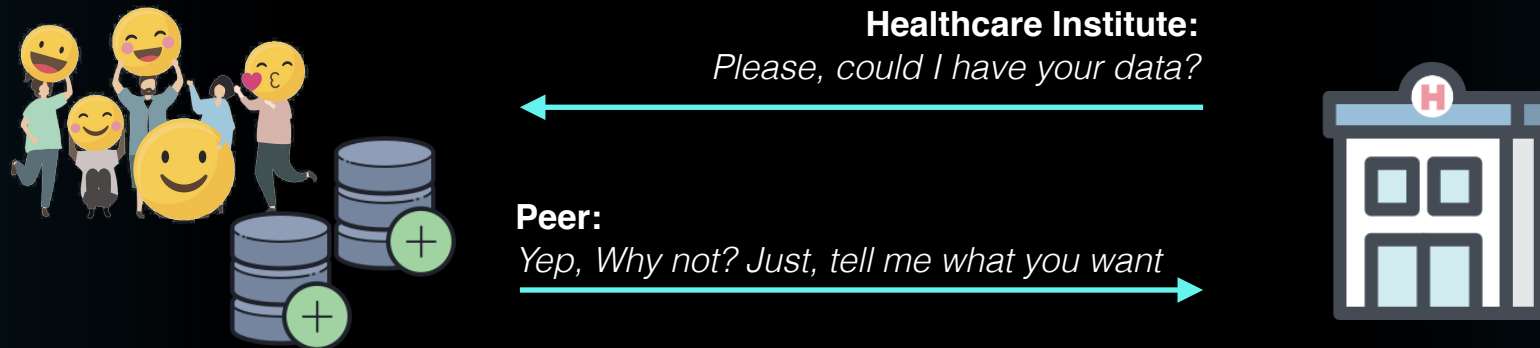 Healthcare Institute:
Please, could I have your data?
H
Peer:
Yep, Why not? Just, tell me what you want